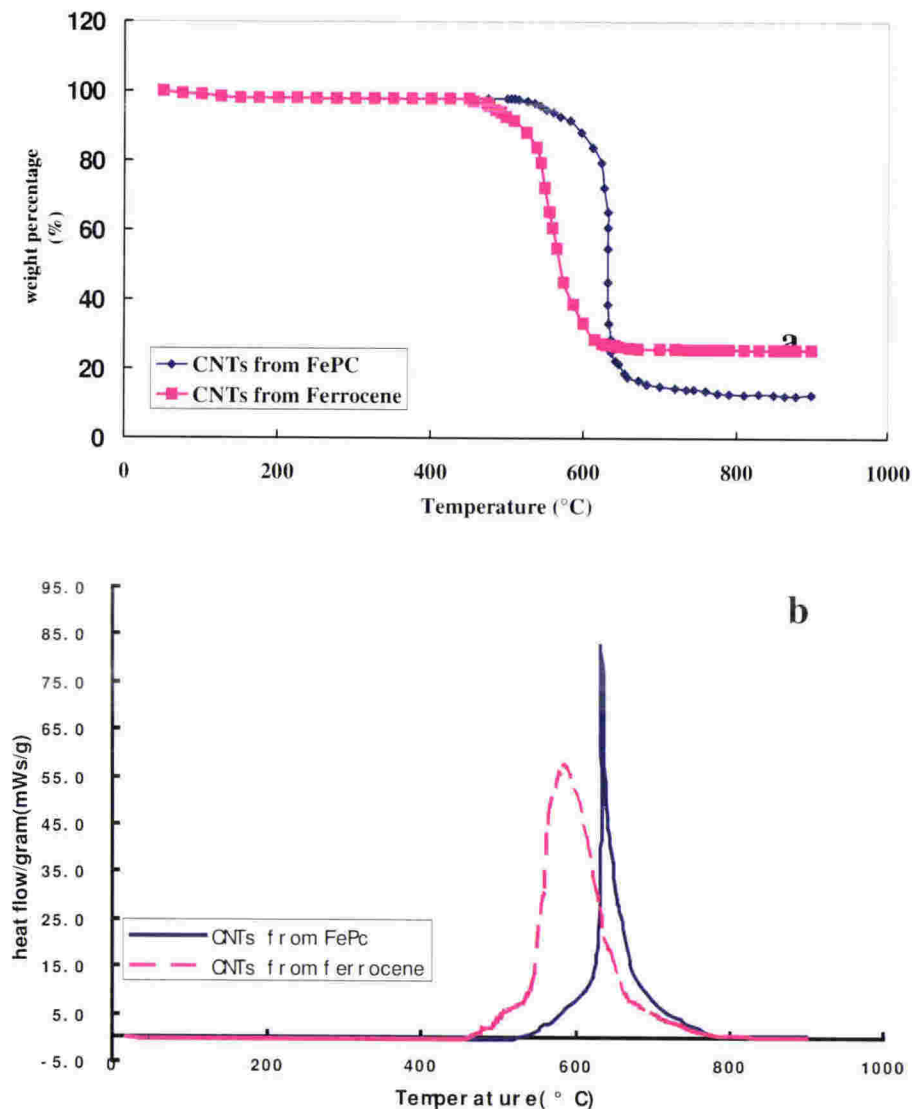 120
100
80
60
40
20
0
weight percentage
(%)
a
CNTs from FePC
CNTs from Ferrocene
0 200 400 600 800 1000
Temperature (°C)
b
95.0
85.0
75.0
65.0
55.0
45.0
35.0
25.0
15.0
5.0
-5.0
heat flow/gram(mWs/g)
CNTs from FePc
CNTs from ferrocene
0 200 400 600 800 1000
Temperature(°C)